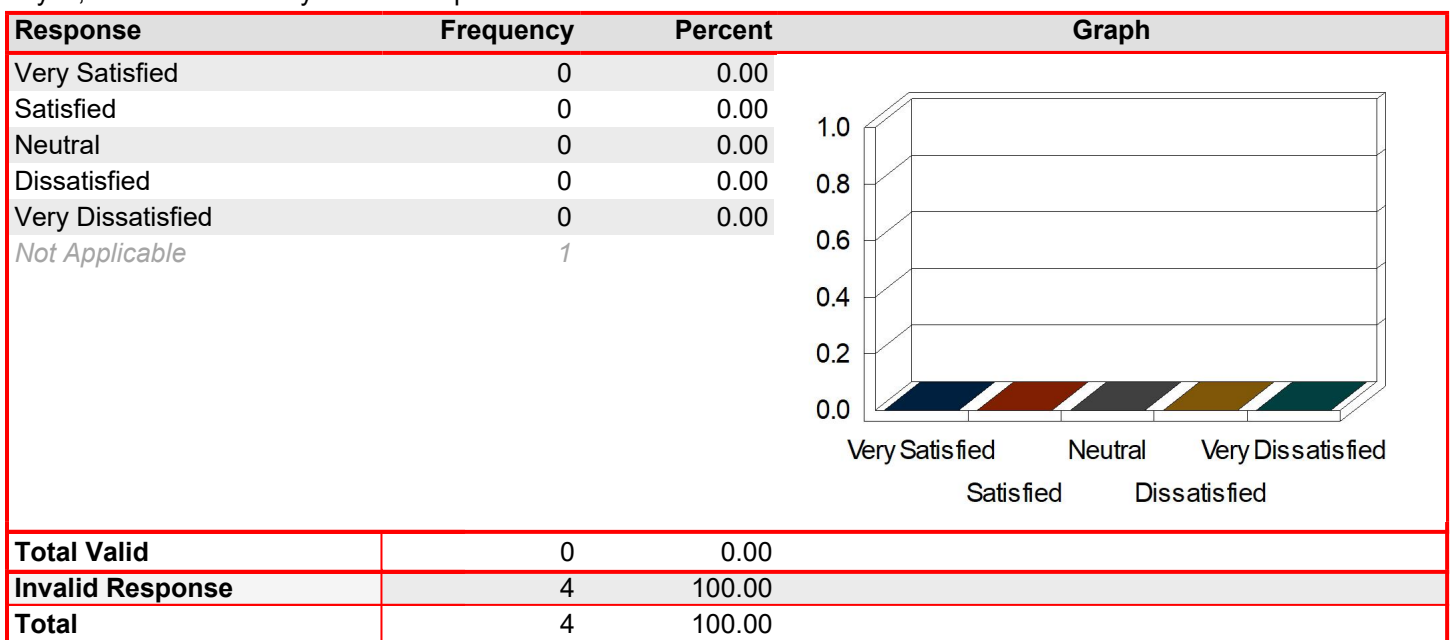 Response Frequency Percent Graph
Very Satisfied 0 0.00
Satisfied 0 0.00
Neutral 0 0.00
Dissatisfied 0 0.00
Very Dissatisfied 0 0.00
Not Applicable 1
1.0
0.8
0.6
0.4
0.2
0.0
Very Satisfied Neutral Very Dissatisfied
Satisfied Dissatisfied
Total Valid 0 0.00
Invalid Response 4 100.00
Total 4 100.00